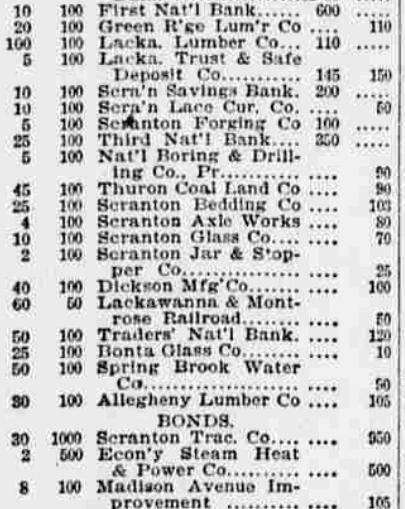 10 100 First Nat'l Bank...... 600 .....
20 100 Green R'ge Lum'r Co .... 110
100 100 Lacka. Lumber Co... 110 .....
5 100 Lacka. Trust & Safe
Deposit Co........... 145 150
10 100 Scra'n Savings Bank. 200 .....
10 100 Scra'n Lace Cur. Co. .... 50
5 100 Scranton Forging Co 100 .....
25 100 Third Nat'l Bank.... 350 .....
5 100 Nat'l Boring & Drill-
ing Co., Pr........... .... 90
45 100 Thuron Coal Land Co .... 90
25 100 Scranton Bedding Co .... 103
4 100 Scranton Axle Works .... 80
10 100 Scranton Glass Co.... .... 70
2 100 Scranton Jar & Stop-
per Co................ .... 25
40 100 Dickson Mfg'Co...... .... 100
60 50 Lackawanna & Mont-
rose Railroad........ .... 50
50 100 Traders' Nat'l Bank. .... 120
25 100 Bonta Glass Co..... .... 10
50 100 Spring Brook Water
Co.................... .... 50
80 100 Allegheny Lumber Co .... 105
BONDS.
30 1000 Scranton Trac. Co.... .... 950
2 500 Econ'y Steam Heat
& Power Co.......... .... 500
8 100 Madison Avenue Im-
provement .......... .... 105